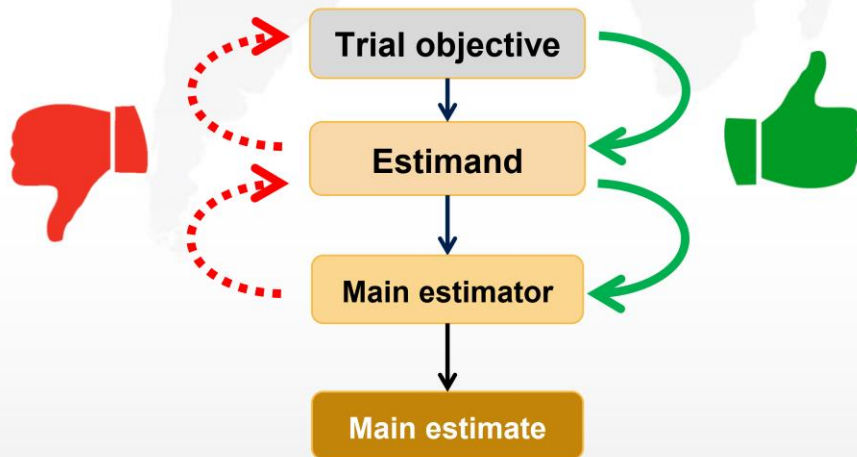 Trial objective
Estimand
Main estimator
Main estimate